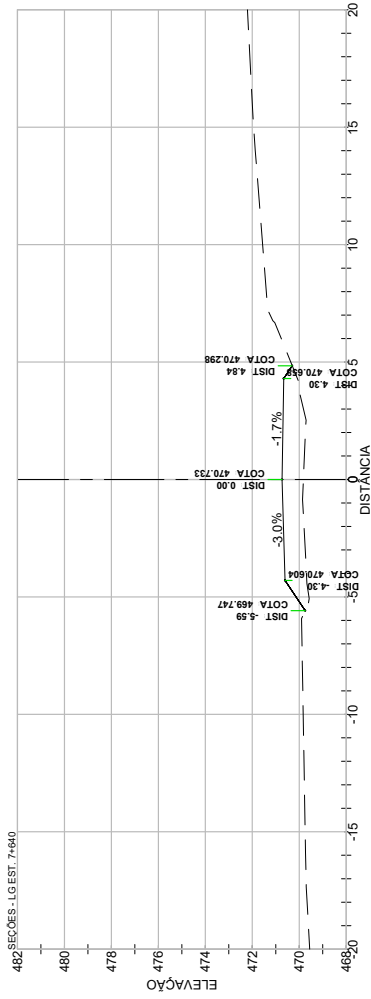 SEÇÕES - LG EST. 7+640
482
480
478
476
474
472
470
468
ELEVAÇÃO
-20
-15
-10
-5
0
5
10
15
20
DISTÂNCIA
-3.0%
-1.7%
DIST -5.59
COTA 469.747
DIST -4.30
COTA 470.604
DIST 0.00
COTA 470.733
DIST 4.30
COTA 470.658
DIST 4.84
COTA 470.298